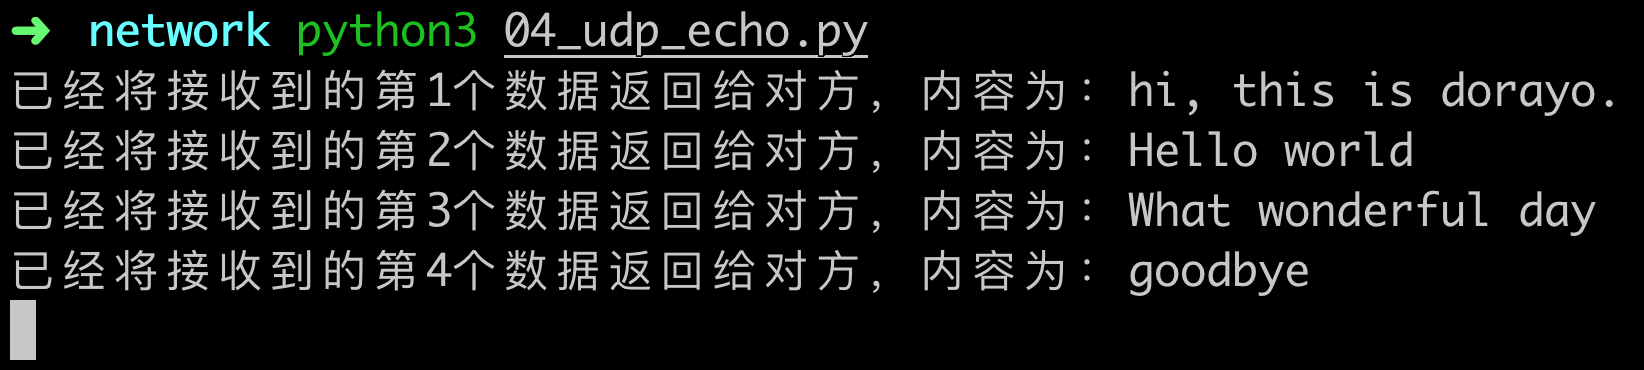 ➜ network python3 04_udp_echo.py
已经将接收到的第1个数据返回给对方，内容为：hi, this is dorayo.
已经将接收到的第2个数据返回给对方，内容为：Hello world
已经将接收到的第3个数据返回给对方，内容为：What wonderful day
已经将接收到的第4个数据返回给对方，内容为：goodbye